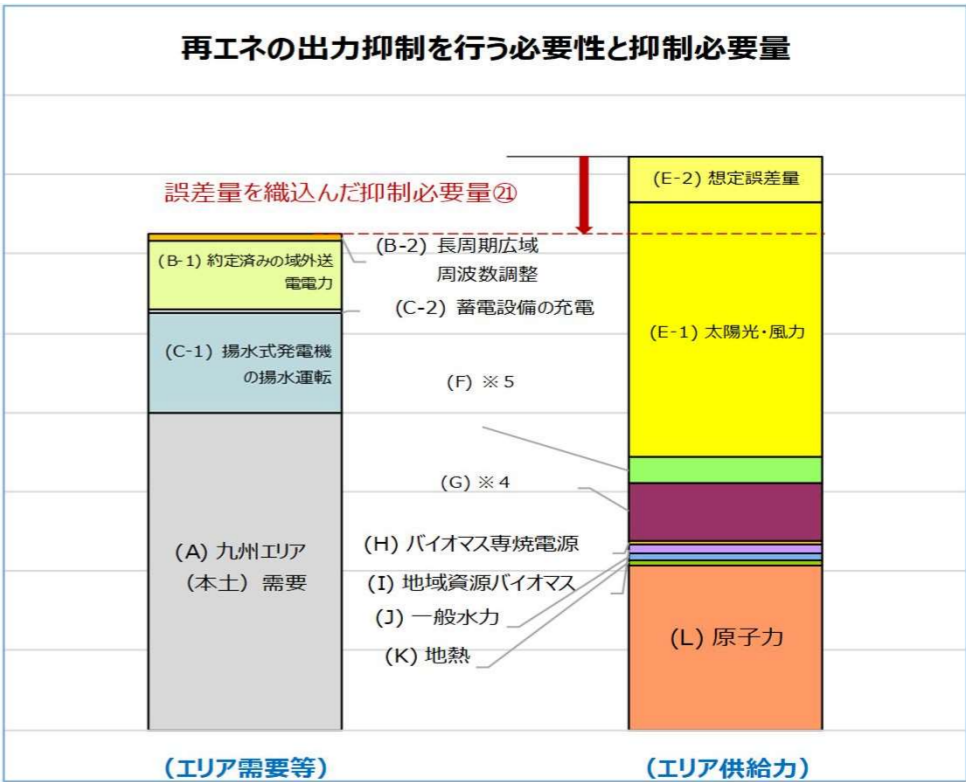 再エネの出力抑制を行う必要性と抑制必要量
誤差量を織込んだ抑制必要量㉑
(B-1) 約定済みの域外送
電電力
(C-1) 揚水式発電機
の揚水運転
(A) 九州エリア
(本土) 需要
(エリア需要等)
(B-2) 長周期広域
周波数調整
(C-2) 蓄電設備の充電
(F) ※5
(G) ※4
(H) バイオマス専焼電源
(I) 地域資源バイオマス
(J) 一般水力
(K) 地熱
(E-2) 想定誤差量
(E-1) 太陽光・風力
(L) 原子力
(エリア供給力)